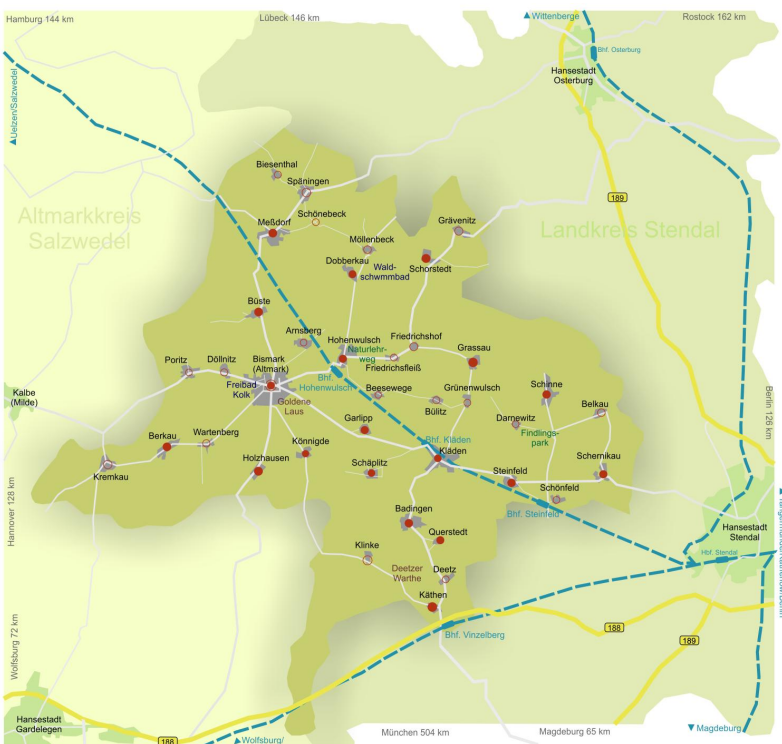 Hamburg 144 km
Lübeck 146 km
Wittenberge
Rostock 162 km
Bhf. Osterburg
Hansestadt
Osterburg
Uelzen/Salzwedel
Biesenthal
Späningen
189
Altmarkkreis
Salzwedel
Schönebeck
Meßdorf
Grävenitz
Landkreis Stendal
Möllenbeck
Dobberkau
Wald-
schwmmbad
Schorstedt
Büste
Arnsberg
Hohenwulsch
Friedrichshof
Naturlehr-
weg
Grassau
Friedrichsfleiß
Poritz
Döllnitz
Bismark
(Altmark)
Bhf.
Hohenwulsch
Freibad
Kolk
Goldene
Laus
Beesewege
Grünenwulsch
Schinne
Kalbe
(Milde)
Bülitz
Belkau
Berlin 126 km
Garlipp
Darnewitz
Findlings-
park
Wartenberg
Berkau
Könnigde
Bhf. Kläden
Kläden
Schernikau
Kremkau
Holzhausen
Schäplitz
Steinfeld
Schönfeld
Hannover 128 km
Badingen
Bhf. Steinfeld
Hansestadt
Stendal
Querstedt
Klinke
Hbf. Stendal
Deetzer
Warthe
Deetz
Käthen
Wolfsburg 72 km
Bhf. Vinzelberg
188
189
Hansestadt
Gardelegen
188
München 504 km
Magdeburg 65 km
Magdeburg
Wolfsburg/